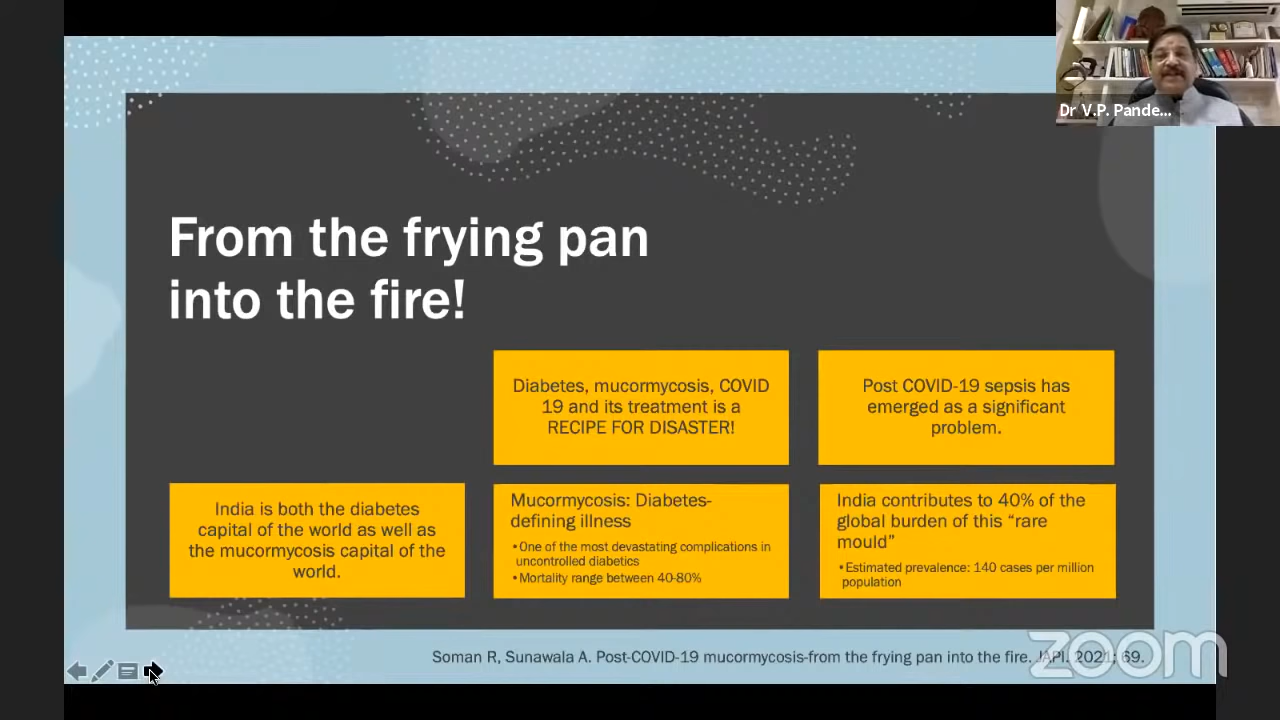 Dr V.P. Pande...
From the frying pan
into the fire!
Diabetes, mucormycosis, COVID
19 and its treatment is a
RECIPE FOR DISASTER!
Post COVID-19 sepsis has
emerged as a significant
problem.
India is both the diabetes
capital of the world as well as
the mucormycosis capital of the
world.
Mucormycosis: Diabetes-
defining illness
•One of the most devastating complications in
uncontrolled diabetics
•Mortality range between 40-80%
India contributes to 40% of the
global burden of this “rare
mould”
•Estimated prevalence: 140 cases per million
population
Soman R, Sunawala A. Post-COVID-19 mucormycosis-from the frying pan into the fire. JAPI. 2021; 69.
zoom